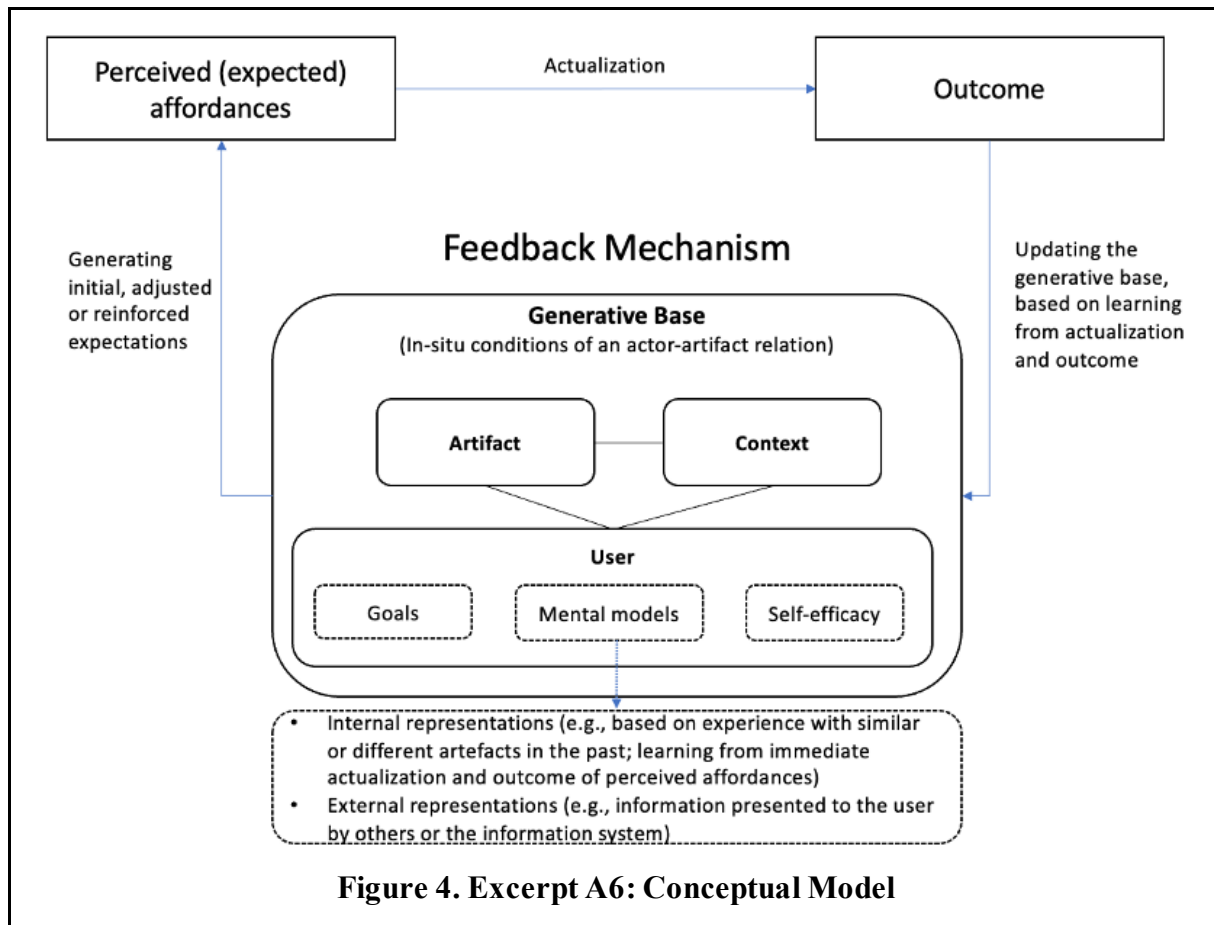 Perceived (expected)
affordances
Actualization
Outcome
Generating
initial, adjusted
or reinforced
expectations
Feedback Mechanism
Updating the
generative base,
based on learning
from actualization
and outcome
Generative Base
(In-situ conditions of an actor-artifact relation)
Artifact
Context
User
Goals
Mental models
Self-efficacy
• Internal representations (e.g., based on experience with similar
or different artefacts in the past; learning from immediate
actualization and outcome of perceived affordances)
• External representations (e.g., information presented to the user
by others or the information system)
Figure 4. Excerpt A6: Conceptual Model